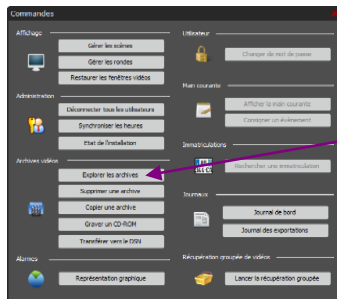 Commandes
Affichage
Gérer les scènes
Gérer les rondes
Restaurer les fenêtres vidéos
Administration
Déconnecter tous les utilisateurs
Synchroniser les heures
Etat de l'installation
Archives vidéos
Explorer les archives
Supprimer une archive
Copier une archive
Graver un CD-ROM
Transférer vers le DSN
Alarmes
Représentation graphique
Utilisateur
Changer de mot de passe
Main courante
Afficher la main courante
Consigner un évènement
Immatriculations
Rechercher une immatriculation
Journaux
Journal de bord
Journal des exportations
Récupération groupée de vidéos
Lancer la récupération groupée